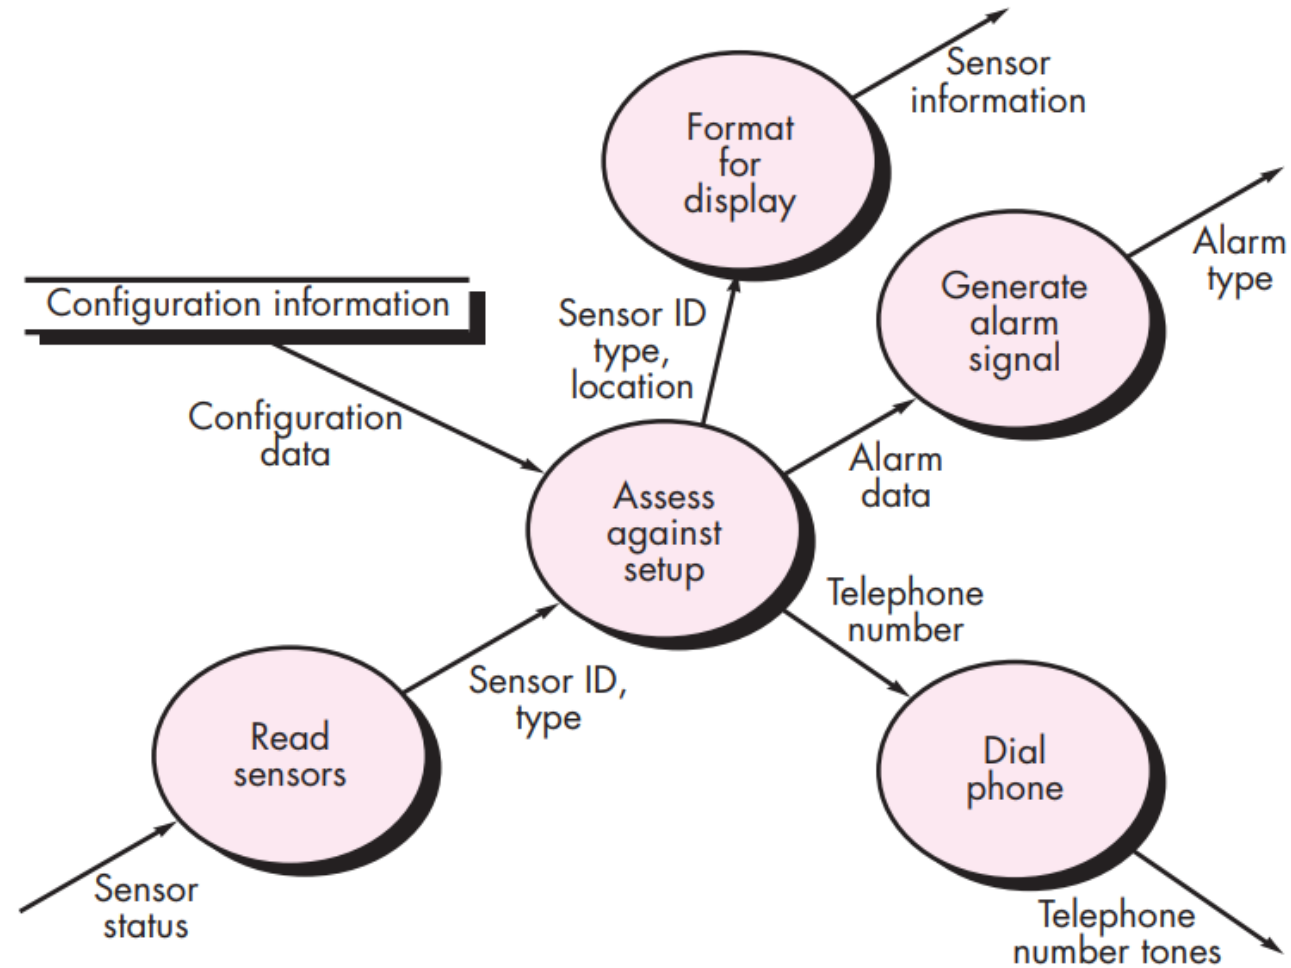 Sensor
information
Format
for
display
Alarm
type
Generate
alarm
signal
Configuration information
Sensor ID
type,
location
Configuration
data
Alarm
data
Assess
against
setup
Telephone
number
Sensor ID,
type
Read
sensors
Dial
phone
Sensor
status
Telephone
number tones